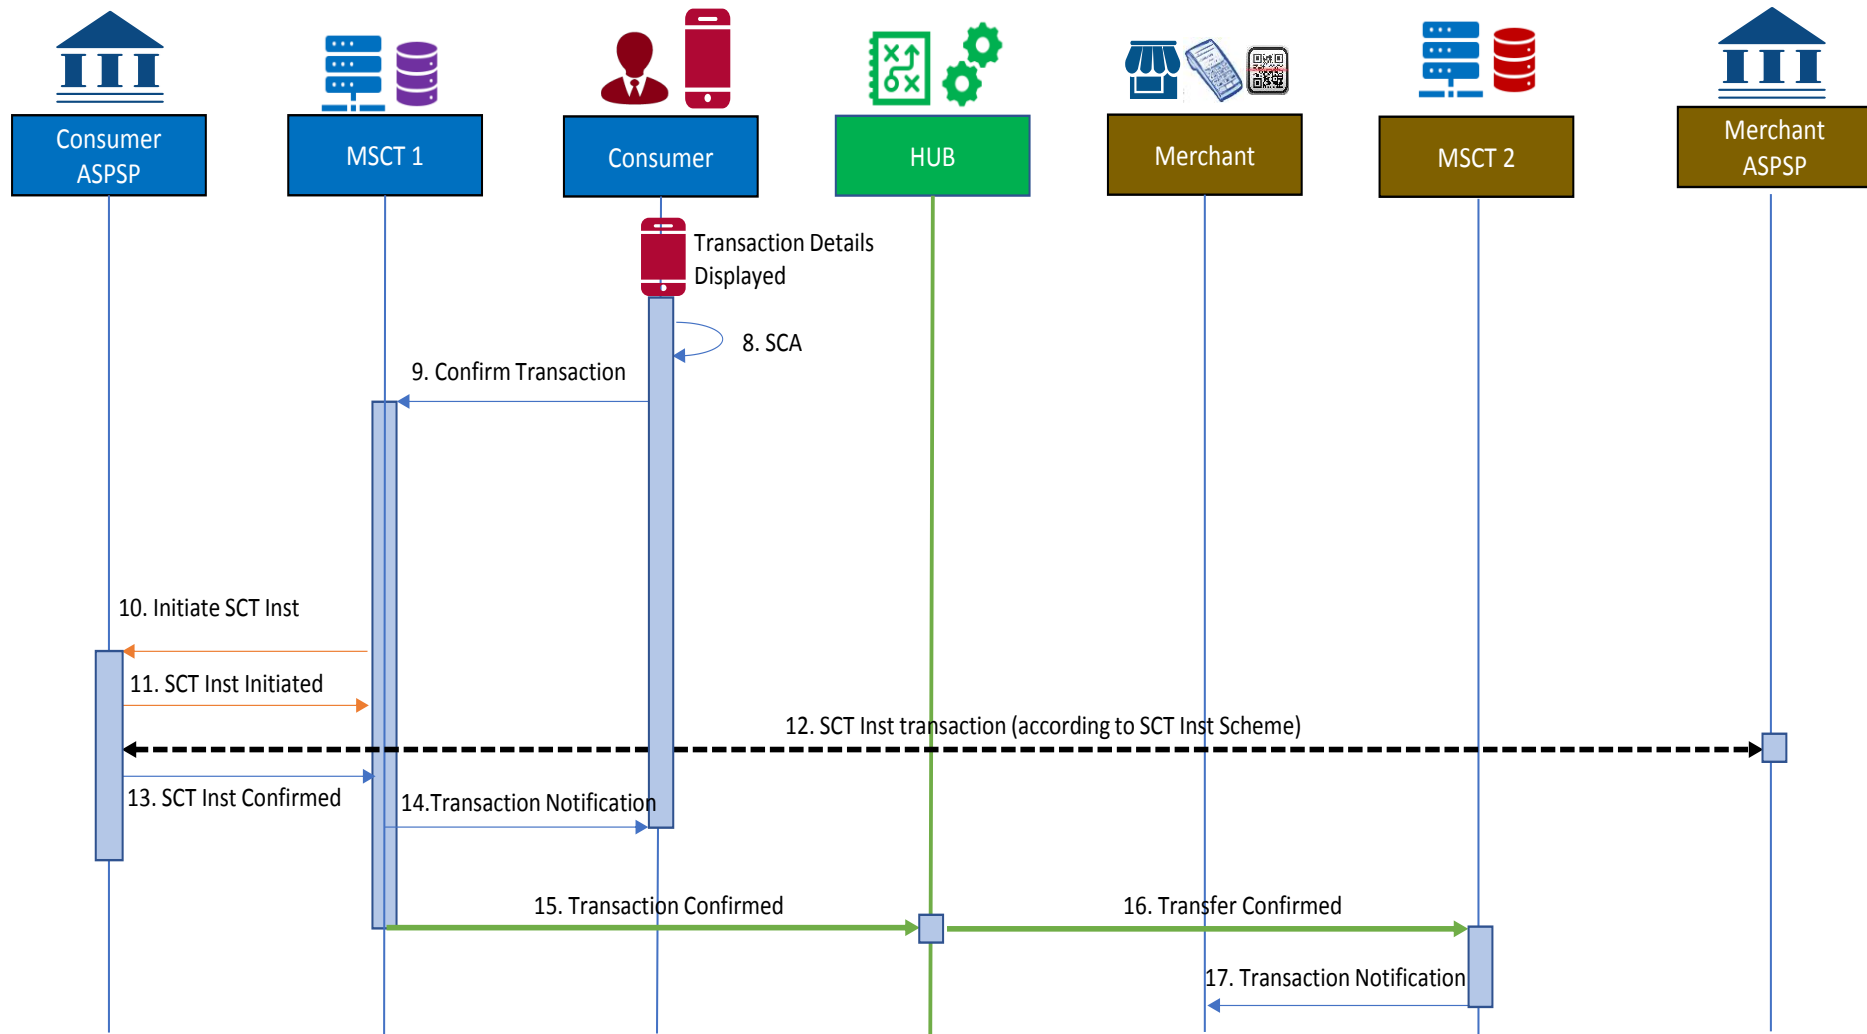 Consumer
ASPSP
MSCT 1
Consumer
HUB
Merchant
MSCT 2
Merchant
ASPSP
Transaction Details
Displayed
8. SCA
9. Confirm Transaction
10. Initiate SCT Inst
11. SCT Inst Initiated
12. SCT Inst transaction (according to SCT Inst Scheme)
13. SCT Inst Confirmed
14.Transaction Notification
15. Transaction Confirmed
16. Transfer Confirmed
17. Transaction Notification